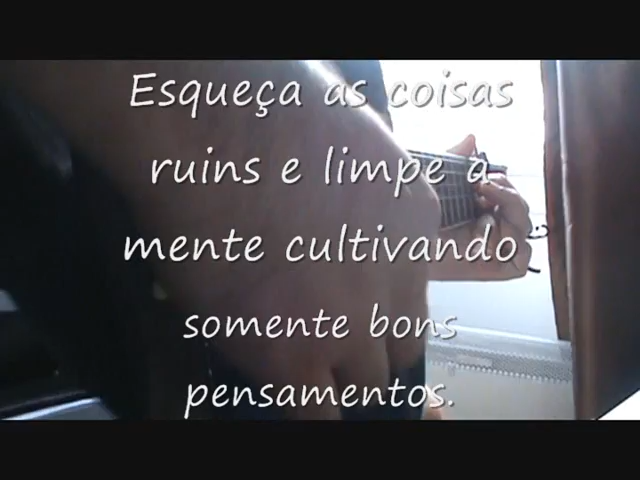 Esqueça as coisas
ruins e limpe a
mente cultivando
somente bons
pensamentos.